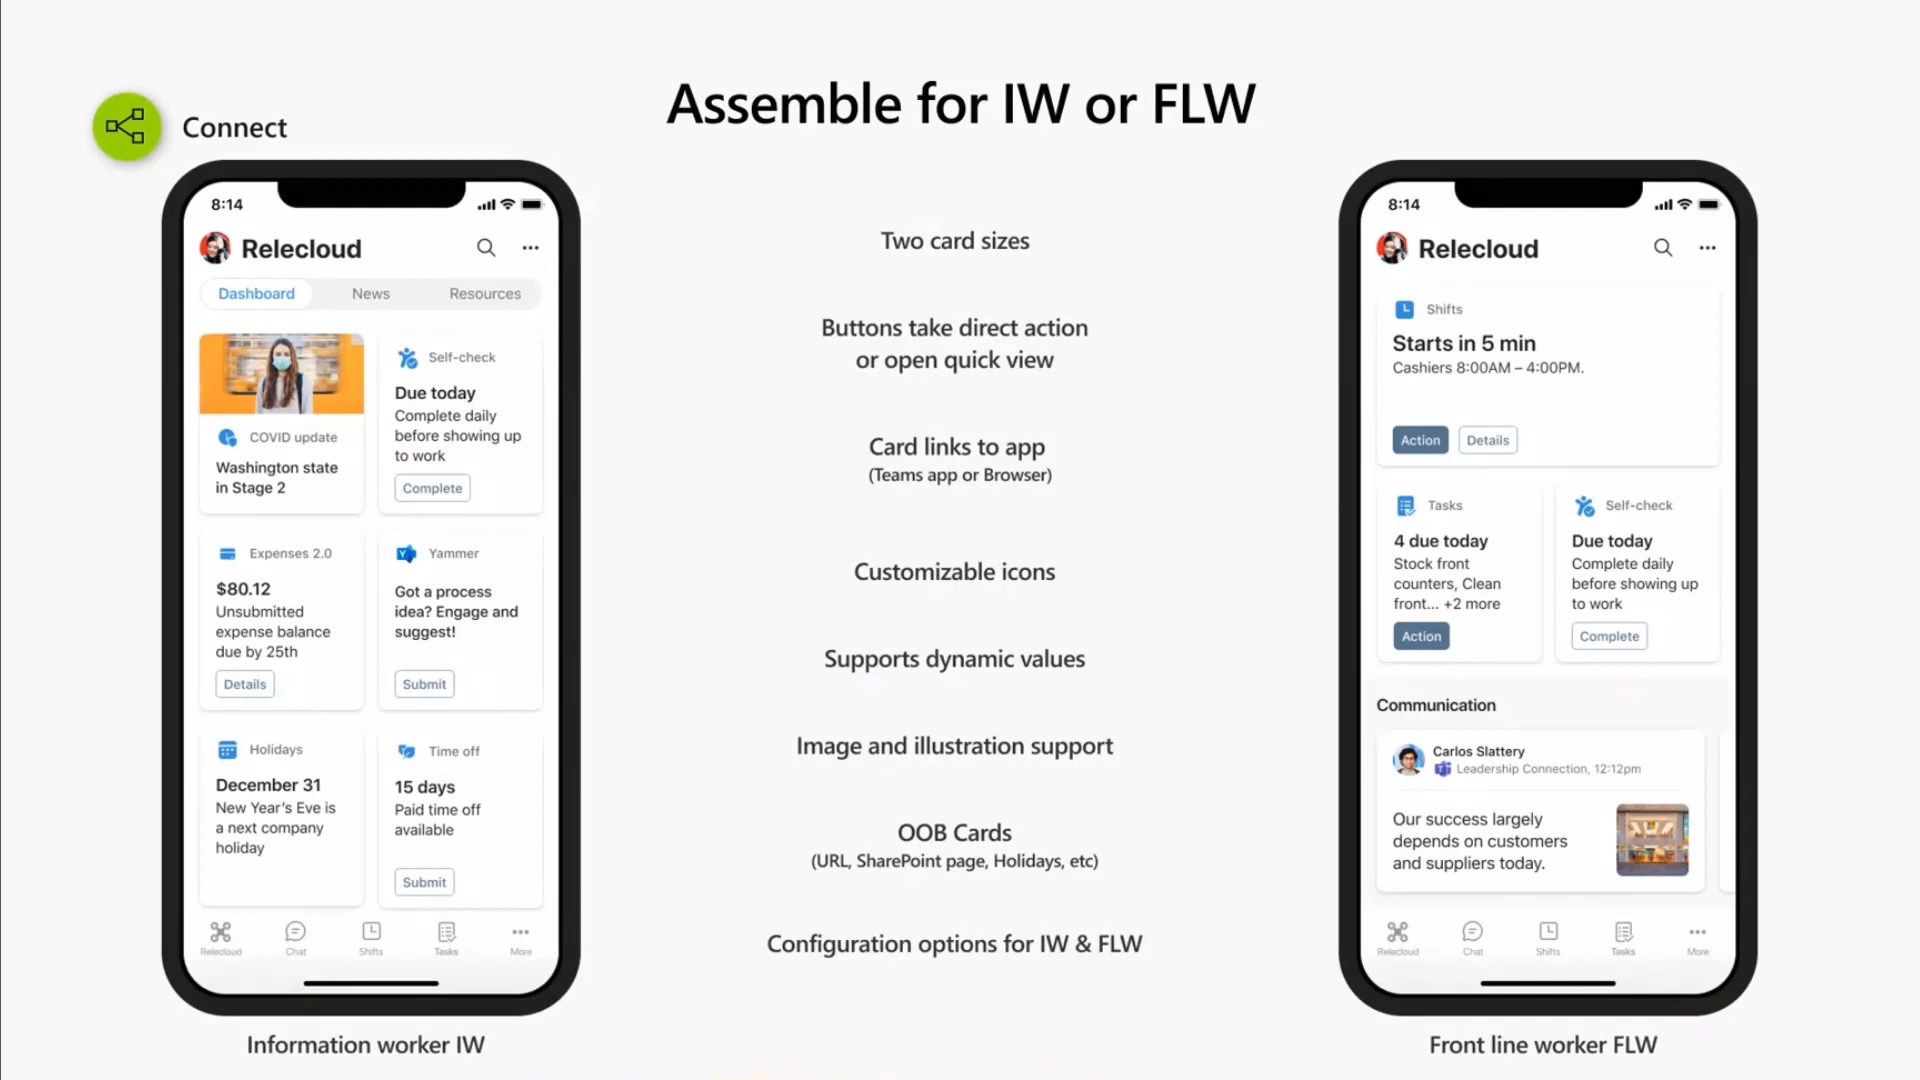 Connect
Assemble for IW or FLW
8:14
Relecloud
Dashboard
News
Resources
COVID update
Washington state
in Stage 2
Self-check
Due today
Complete daily
before showing up
to work
Complete
Expenses 2.0
$80.12
Unsubmitted
expense balance
due by 25th
Details
Yammer
Got a process
idea? Engage and
suggest!
Submit
Holidays
December 31
New Year's Eve is
a next company
holiday
Time off
15 days
Paid time off
available
Submit
Relecloud
Chat
Shifts
Tasks
More
Information worker IW
Two card sizes
Buttons take direct action
or open quick view
Card links to app
(Teams app or Browser)
Customizable icons
Supports dynamic values
Image and illustration support
OOB Cards
(URL, SharePoint page, Holidays, etc)
Configuration options for IW & FLW
8:14
Relecloud
Shifts
Starts in 5 min
Cashiers 8:00AM – 4:00PM.
Action
Details
Tasks
4 due today
Stock front
counters, Clean
front... +2 more
Action
Self-check
Due today
Complete daily
before showing up
to work
Complete
Communication
Carlos Slattery
Leadership Connection, 12:12pm
Our success largely
depends on customers
and suppliers today.
Relecloud
Chat
Shifts
Tasks
More
Front line worker FLW